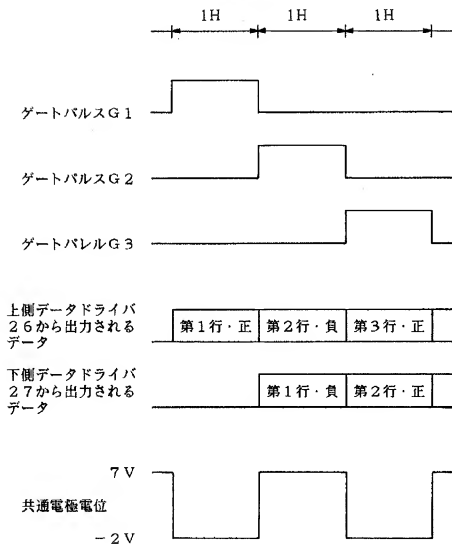 1H 1H 1H
ゲートパルスG1
ゲートパルスG2
ゲートパレルG3
上側データドライバ
26から出力される
データ
第1行・正 第2行・負 第3行・正
下側データドライバ
27から出力される
データ
第1行・負 第2行・正
7V
共通電極電位
-2V